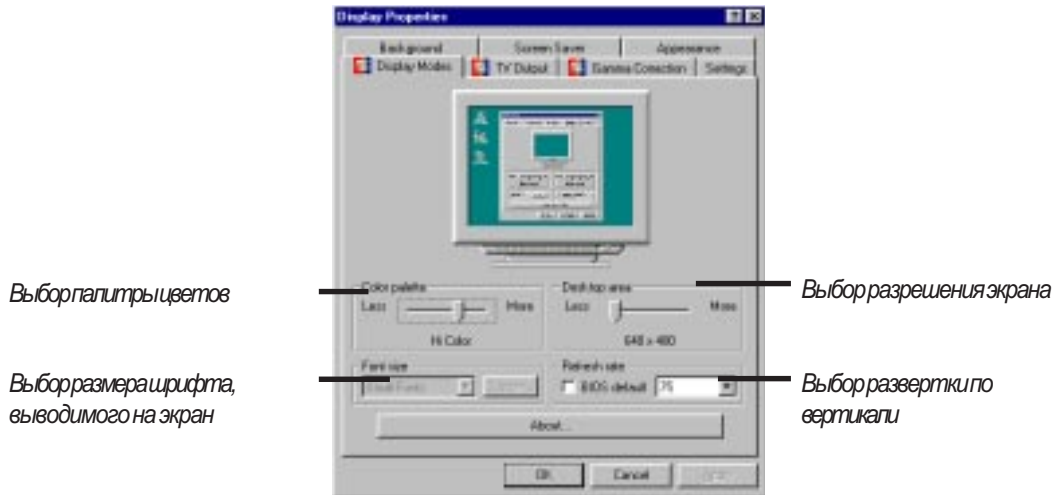 Display Properties
Background Screen Saver Appearance
Display Modes TV Output Gamma Correction Settings
Выбор палитры цветов
Color palette
Less More
Hi Color
Desktop area
Less More
640 x 480
Выбор разрешения экрана
Выбор размера шрифта,
выводимого на экран
Font size
Refresh rate
BIOS default 75
Выбор развертки по
вертикали
About...
OK Cancel